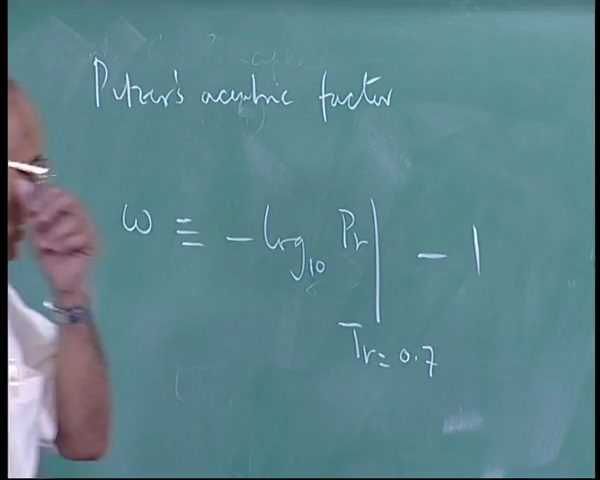 Pitzer's acentric factor
ω ≡ - log10 Pr| - 1
Tr = 0.7